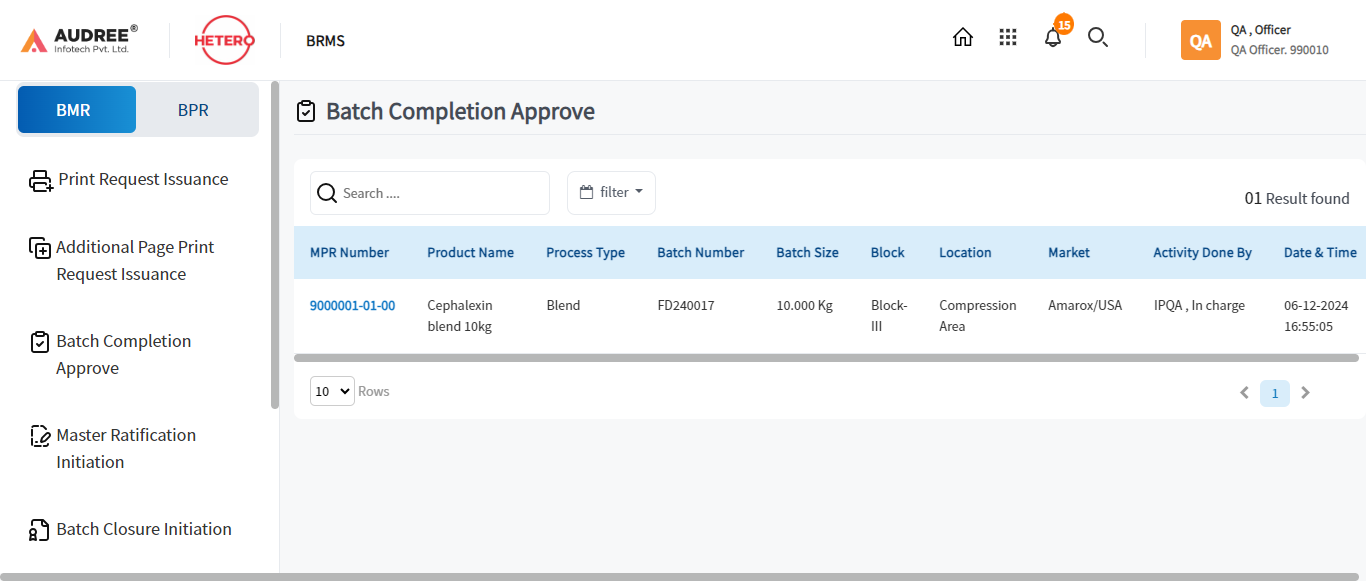 AUDREE®
Infotech Pvt. Ltd.
HETERO
BRMS
15
QA
QA , Officer
QA Officer. 990010
BMR
BPR
Print Request Issuance
Additional Page Print
Request Issuance
Batch Completion
Approve
Master Ratification
Initiation
Batch Closure Initiation
Batch Completion Approve
Search ....
filter
01 Result found
MPR Number Product Name Process Type Batch Number Batch Size Block Location Market Activity Done By Date & Time
9000001-01-00 Cephalexin Blend FD240017 10.000 Kg Block- Compression Amarox/USA IPQA , In charge 06-12-2024
blend 10kg III Area 16:55:05
10 Rows
1